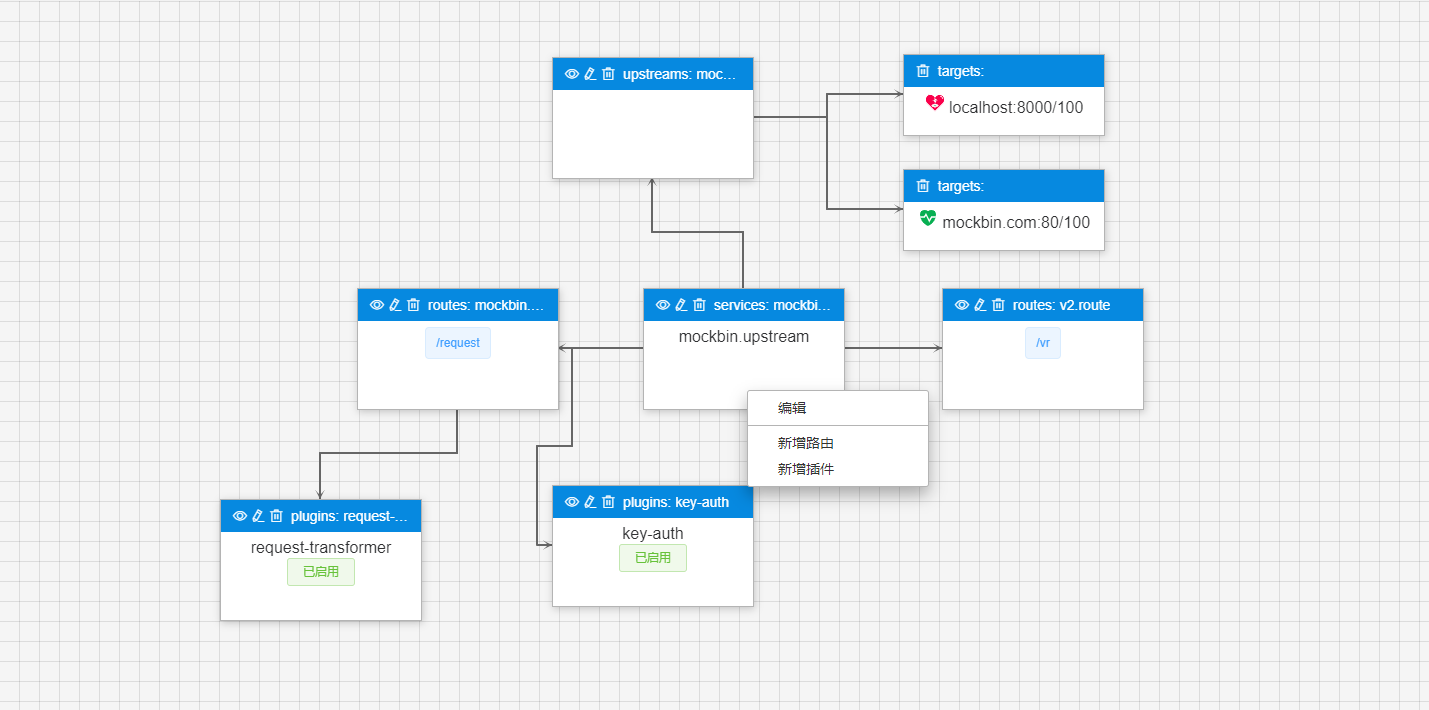 upstreams: moc...
targets:
localhost:8000/100
targets:
mockbin.com:80/100
routes: mockbin....
/request
services: mockbi...
mockbin.upstream
routes: v2.route
/vr
编辑
新增路由
新增插件
plugins: request-...
request-transformer
已启用
plugins: key-auth
key-auth
已启用